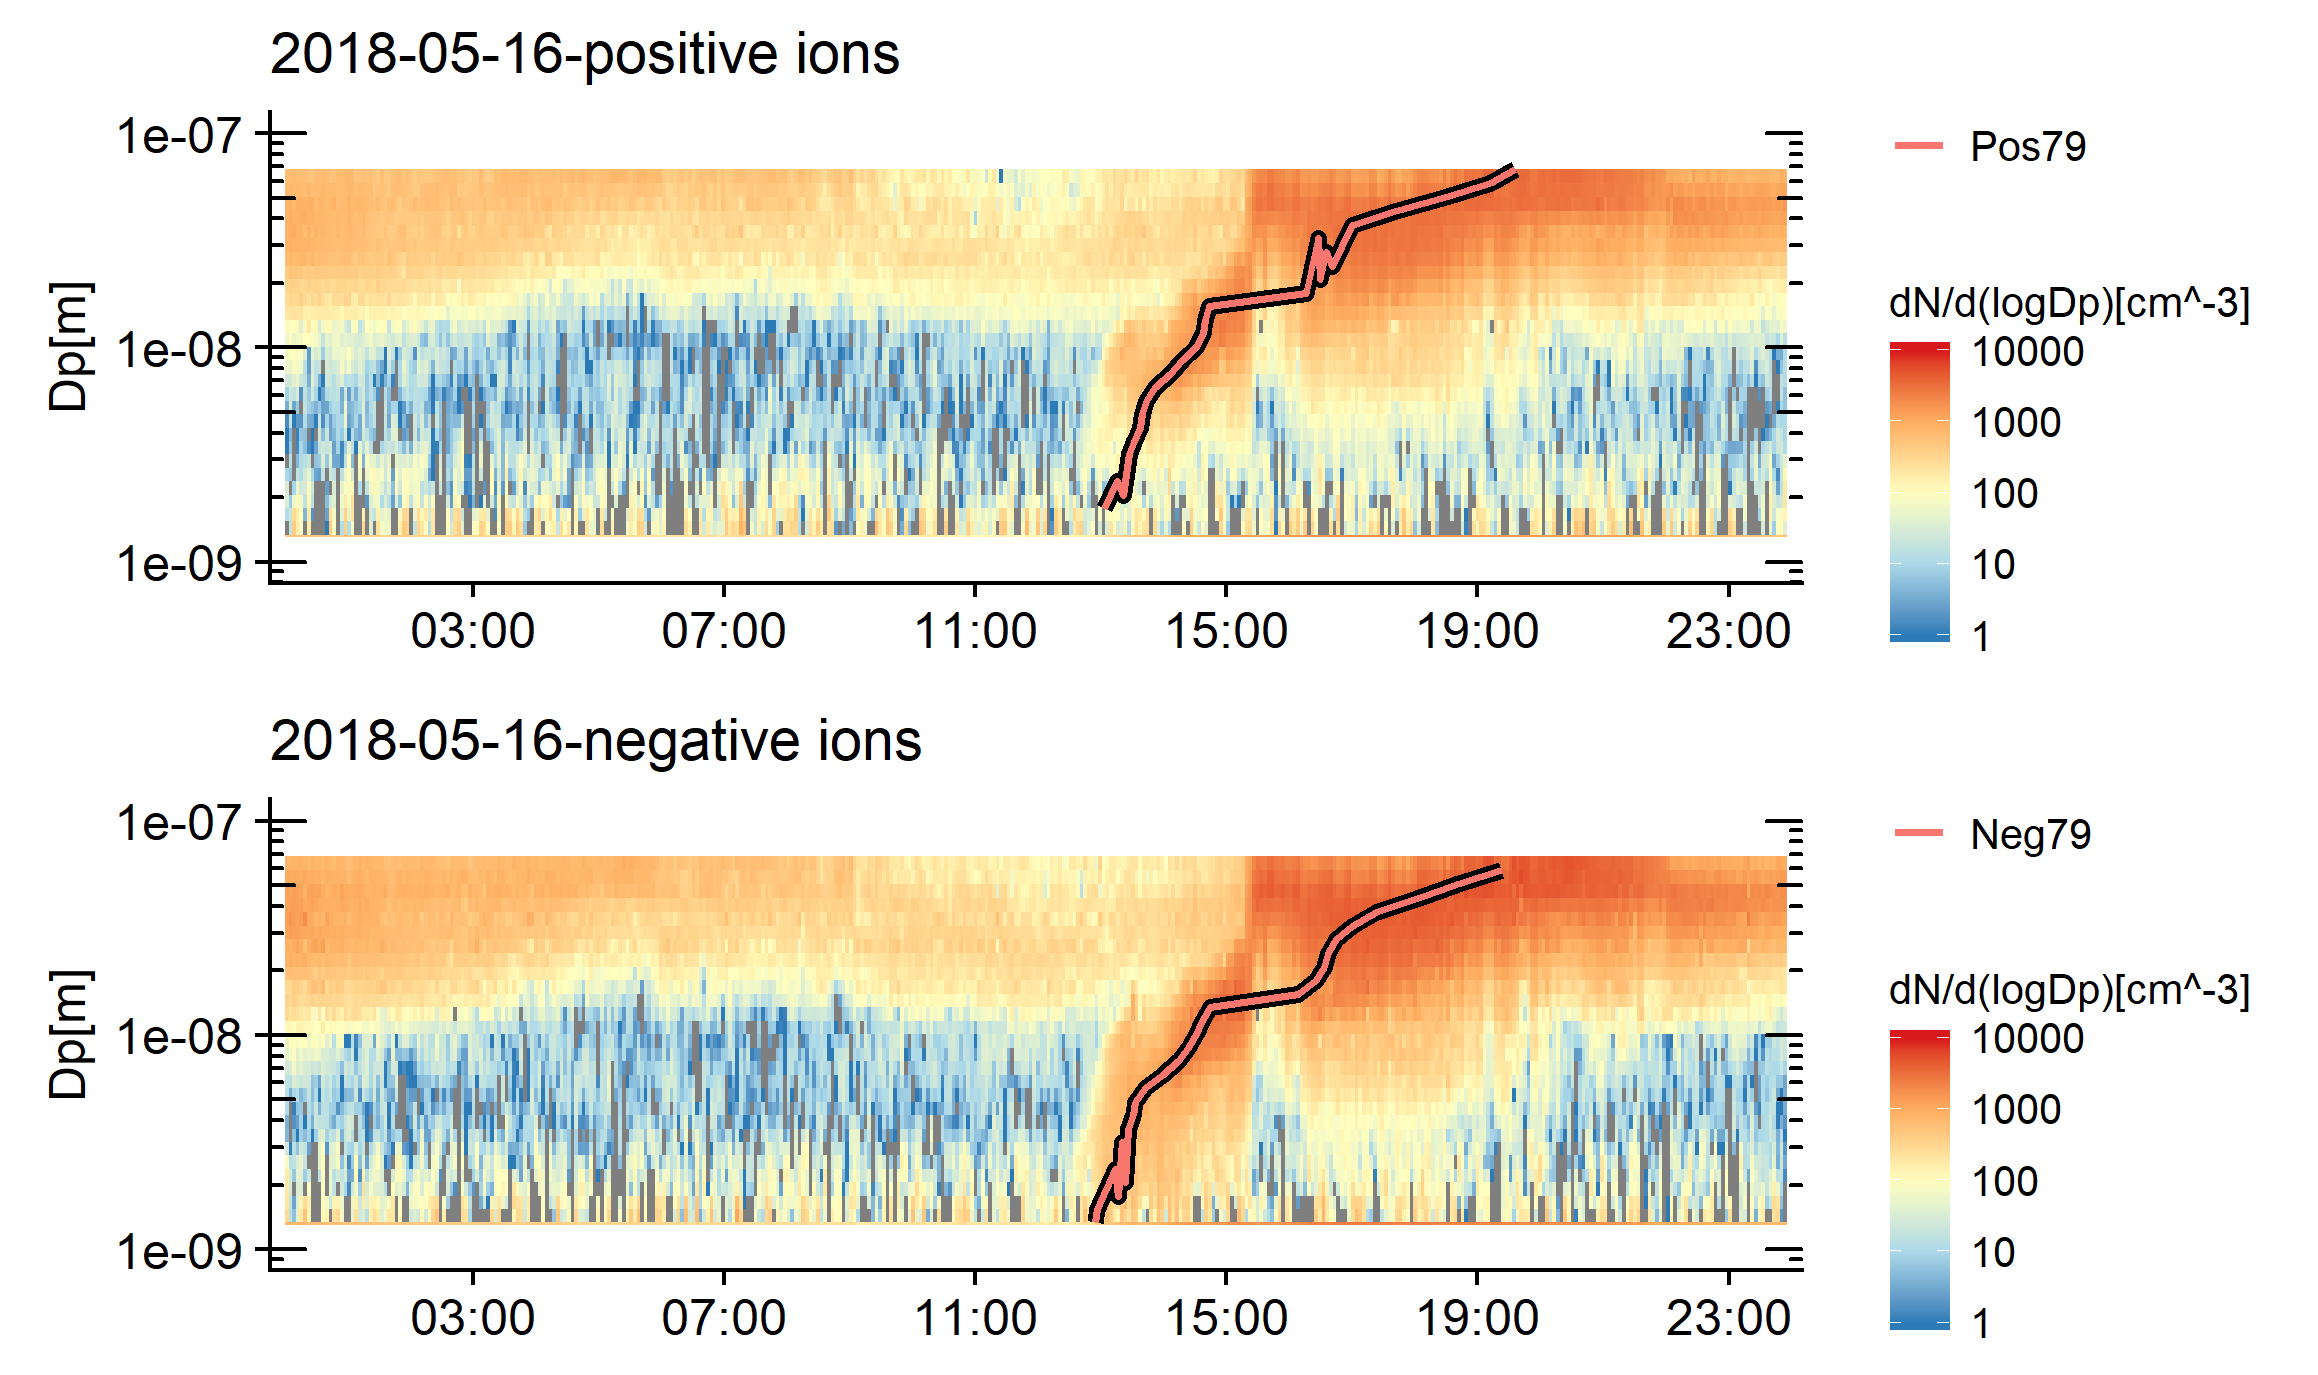 2018-05-16-positive ions
Dp[m]
1e-07
1e-08
1e-09
03:00 07:00 11:00 15:00 19:00 23:00
Pos79
dN/d(logDp)[cm^-3]
10000
1000
100
10
1
2018-05-16-negative ions
Dp[m]
1e-07
1e-08
1e-09
03:00 07:00 11:00 15:00 19:00 23:00
Neg79
dN/d(logDp)[cm^-3]
10000
1000
100
10
1